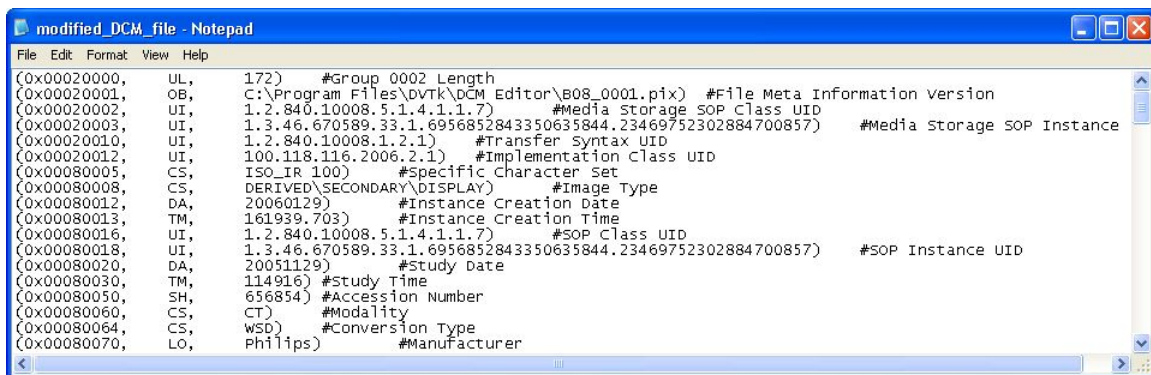 modified_DCM_file - Notepad
File Edit Format View Help
(0x00020000, UL, 172) #Group 0002 Length
(0x00020001, OB, C:\Program Files\DVTk\DCM Editor\B08_0001.pix) #File Meta Information Version
(0x00020002, UI, 1.2.840.10008.5.1.4.1.1.7) #Media Storage SOP Class UID
(0x00020003, UI, 1.3.46.670589.33.1.6956852843350635844.23469752302884700857) #Media Storage SOP Instance
(0x00020010, UI, 1.2.840.10008.1.2.1) #Transfer Syntax UID
(0x00020012, UI, 100.118.116.2006.2.1) #Implementation Class UID
(0x00080005, CS, ISO_IR 100) #Specific Character Set
(0x00080008, CS, DERIVED\SECONDARY\DISPLAY) #Image Type
(0x00080012, DA, 20060129) #Instance Creation Date
(0x00080013, TM, 161939.703) #Instance Creation Time
(0x00080016, UI, 1.2.840.10008.5.1.4.1.1.7) #SOP Class UID
(0x00080018, UI, 1.3.46.670589.33.1.6956852843350635844.23469752302884700857) #SOP Instance UID
(0x00080020, DA, 20051129) #Study Date
(0x00080030, TM, 114916) #Study Time
(0x00080050, SH, 656854) #Accession Number
(0x00080060, CS, CT) #Modality
(0x00080064, CS, WSD) #Conversion Type
(0x00080070, LO, Philips) #Manufacturer